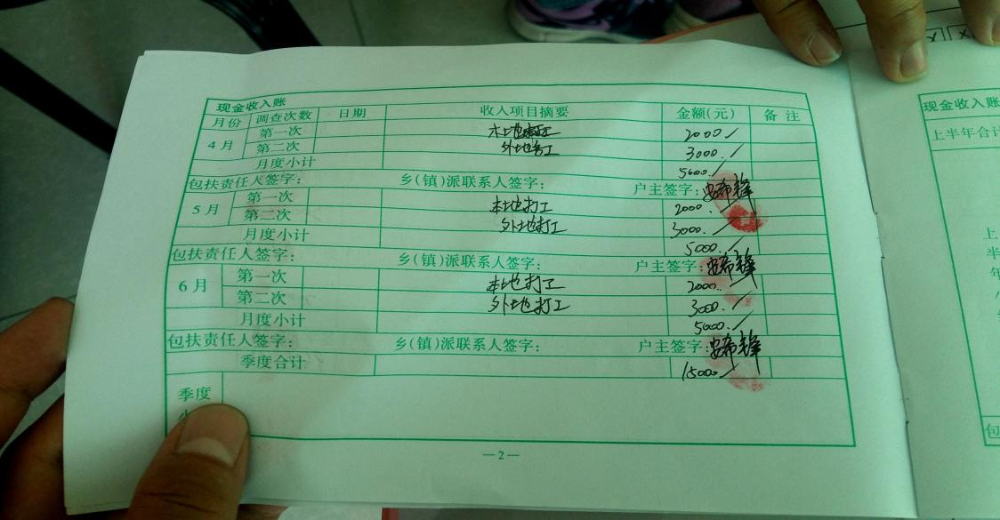 现金收入账
月份 调查次数 日期 收入项目摘要 金额(元) 备注
4月 第一次 本地打工 2000.
第二次 外地务工 3000.
月度小计 5000.
包扶责任人签字: 乡(镇)派联系人签字: 户主签字:
5月 第一次 本地打工 2000.
第二次 外地打工 3000.
月度小计 5000.
包扶责任人签字: 乡(镇)派联系人签字: 户主签字:
6月 第一次 本地打工 2000.
第二次 外地打工 3000.
月度小计 5000.
包扶责任人签字: 乡(镇)派联系人签字: 户主签字:
季度合计 15000.
季度
—2—
现金收入账
上半年合计
上
半
年
包